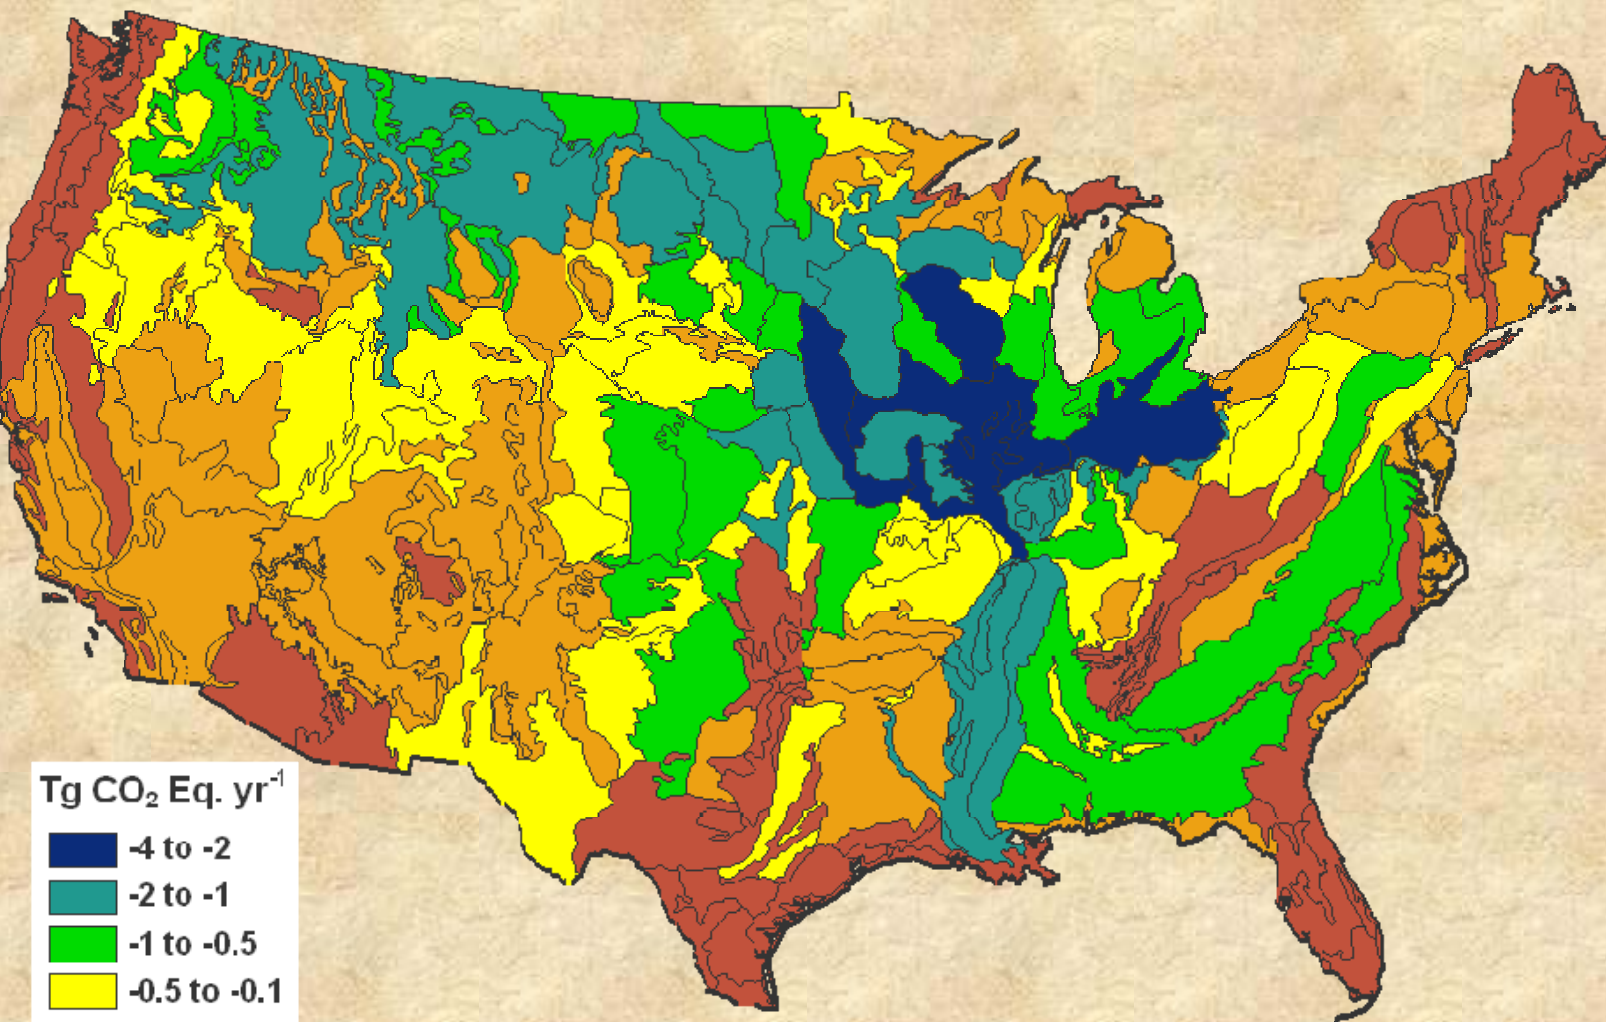 Tg CO₂ Eq. yr⁻¹
-4 to -2
-2 to -1
-1 to -0.5
-0.5 to -0.1